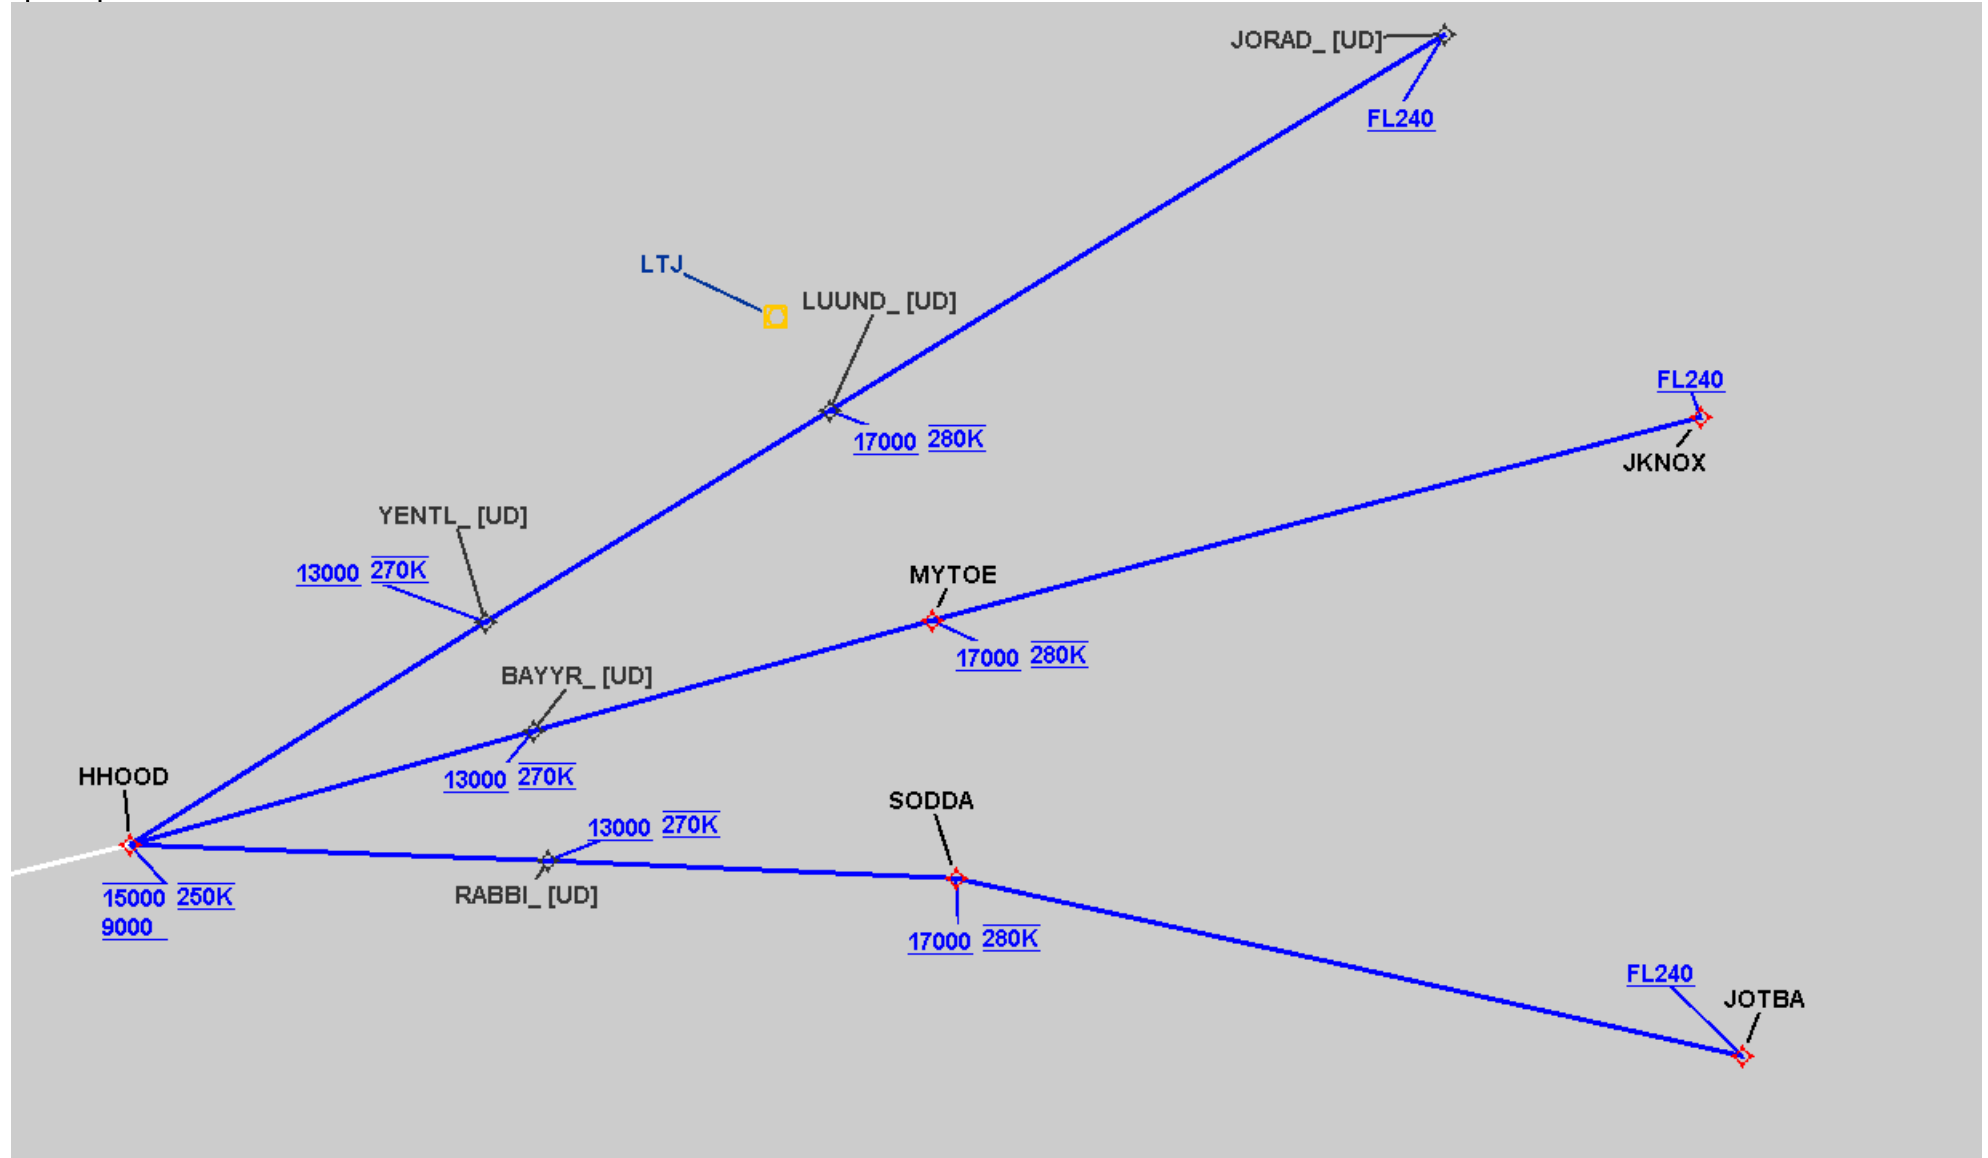 JORAD_ [UD]
FL240
LTJ
LUUND_ [UD]
17000 280K
FL240
JKNOX
YENTL_ [UD]
13000 270K
MYTOE
17000 280K
BAYYR_ [UD]
13000 270K
HHOOD
15000 250K
9000
SODDA
13000 270K
RABBI_ [UD]
17000 280K
FL240
JOTBA